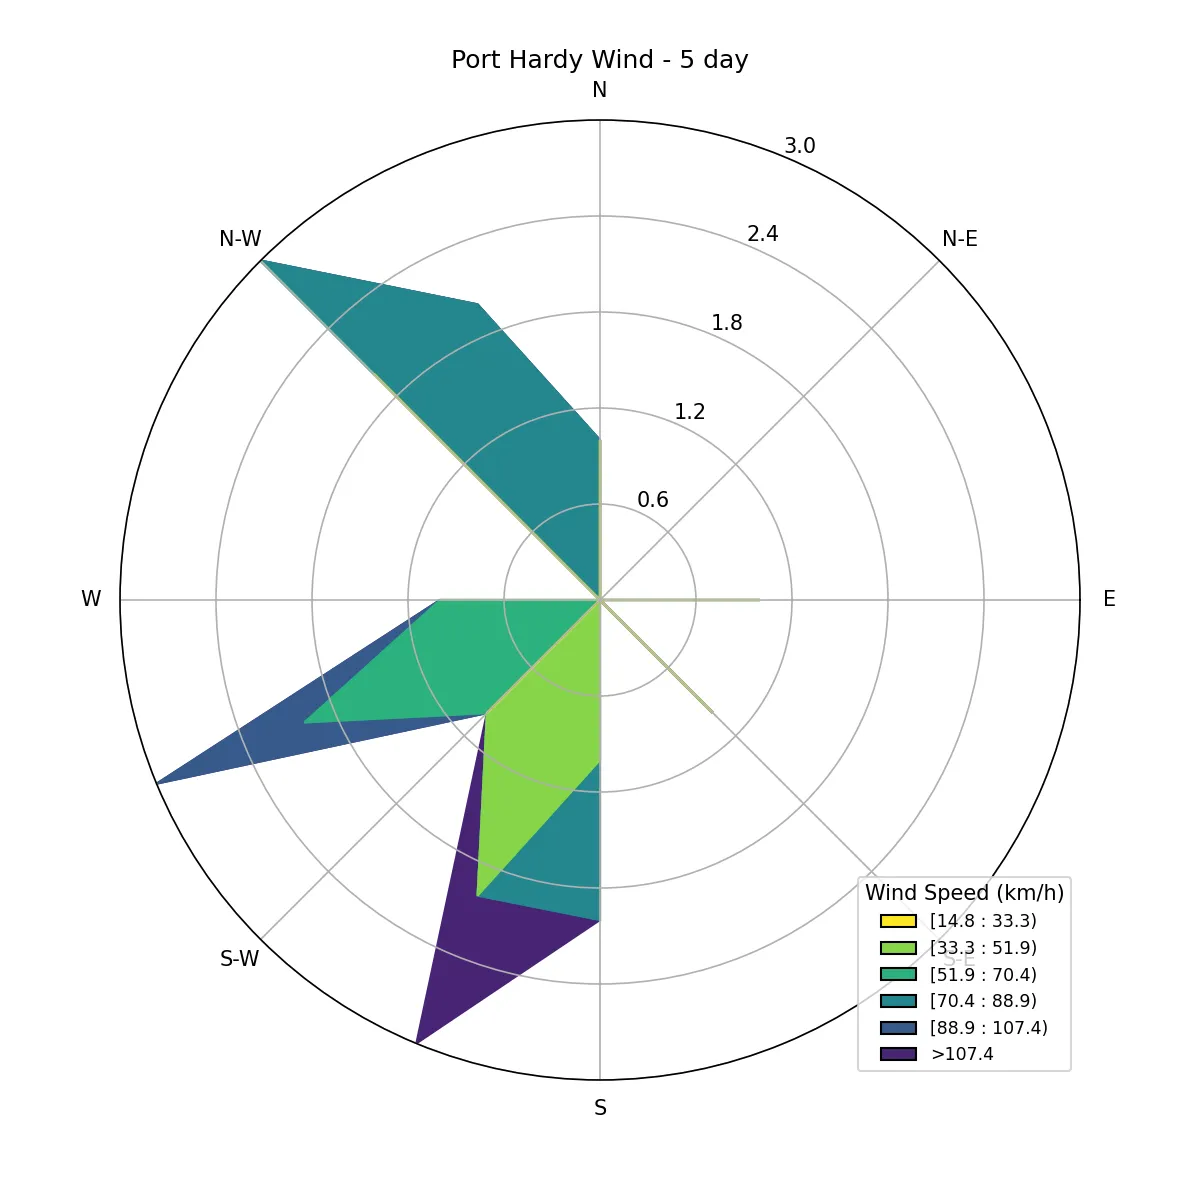 Port Hardy Wind - 5 day
N
3.0
2.4
N-W
N-E
1.8
1.2
0.6
W
E
Wind Speed (km/h)
[14.8 : 33.3)
[33.3 : 51.9)
S-W
S-E
[51.9 : 70.4)
[70.4 : 88.9)
[88.9 : 107.4)
>107.4
S